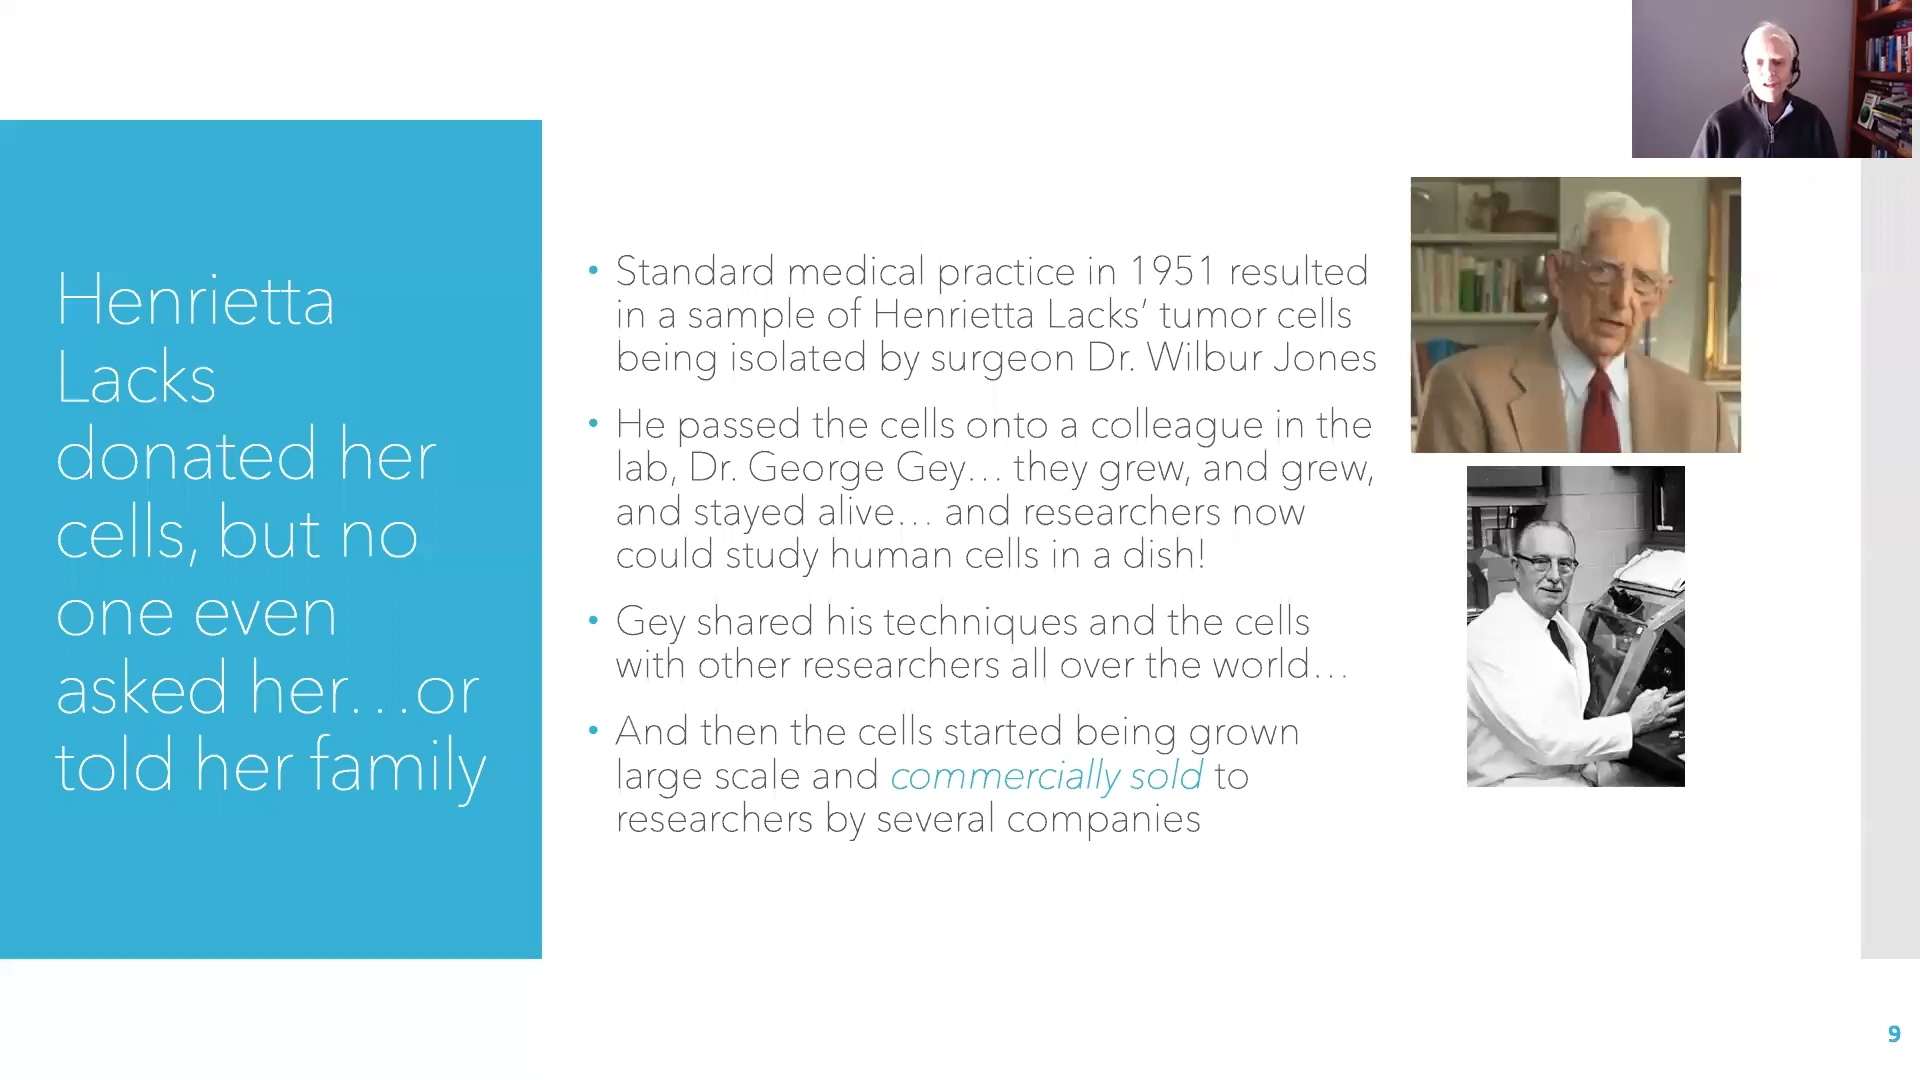 Henrietta
Lacks
donated her
cells, but no
one even
asked her...or
told her family
• Standard medical practice in 1951 resulted
in a sample of Henrietta Lacks’ tumor cells
being isolated by surgeon Dr. Wilbur Jones
• He passed the cells onto a colleague in the
lab, Dr. George Gey... they grew, and grew,
and stayed alive... and researchers now
could study human cells in a dish!
• Gey shared his techniques and the cells
with other researchers all over the world...
• And then the cells started being grown
large scale and commercially sold to
researchers by several companies
9